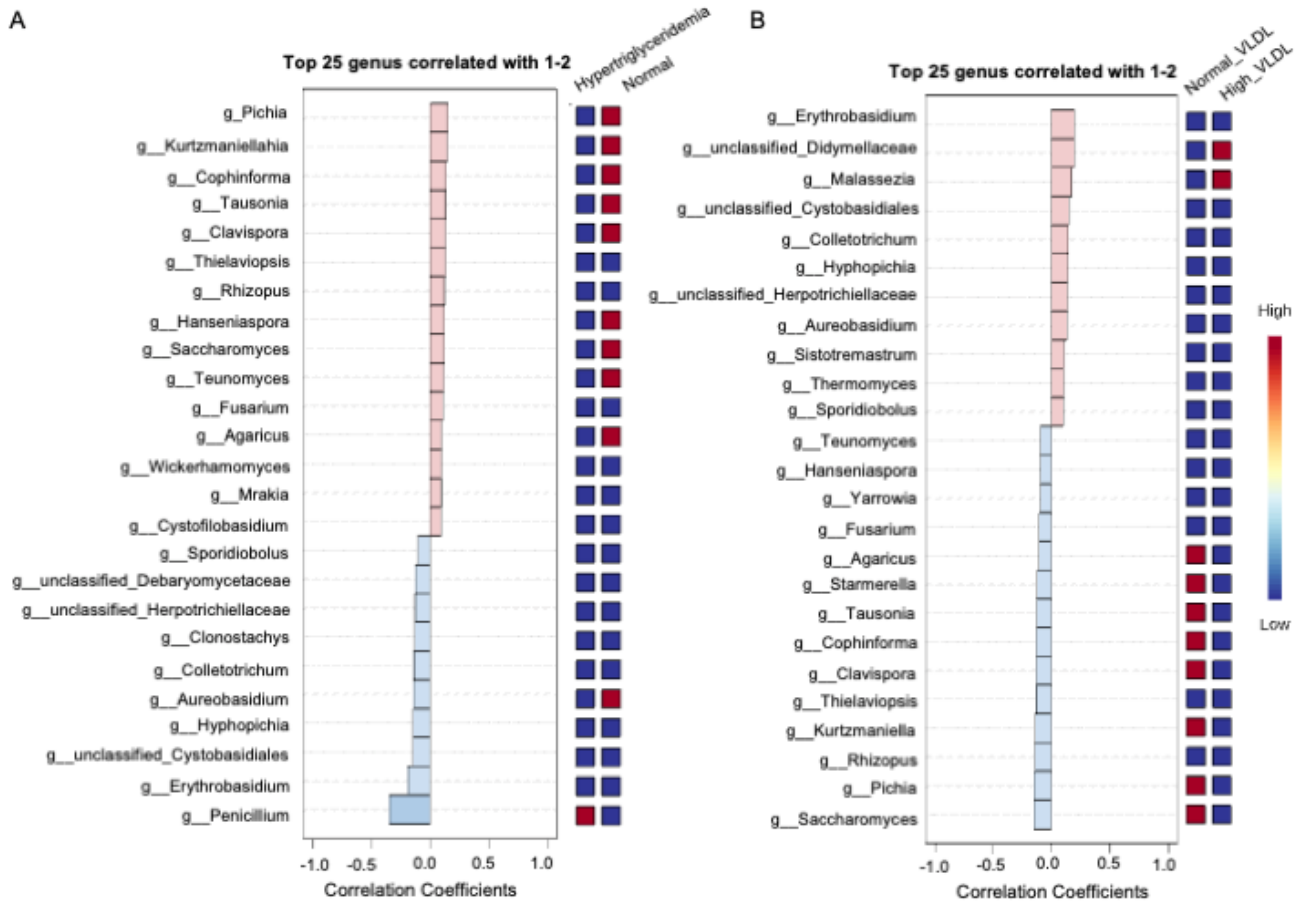 A
Top 25 genus correlated with 1-2
Hypertriglyceridemia
Normal
g_Pichia
g__Kurtzmaniellahia
g__Cophinforma
g__Tausonia
g__Clavispora
g__Thielaviopsis
g__Rhizopus
g__Hanseniaspora
g__Saccharomyces
g__Teunomyces
g__Fusarium
g__Agaricus
g__Wickerhamomyces
g__Mrakia
g__Cystofilobasidium
g__Sporidiobolus
g__unclassified_Debaryomycetaceae
g__unclassified_Herpotrichiellaceae
g__Clonostachys
g__Colletotrichum
g__Aureobasidium
g__Hyphopichia
g__unclassified_Cystobasidiales
g__Erythrobasidium
g__Penicillium
-1.0 -0.5 0.0 0.5 1.0
Correlation Coefficients
B
Top 25 genus correlated with 1-2
Normal_VLDL
High_VLDL
g__Erythrobasidium
g__unclassified_Didymellaceae
g__Malassezia
g__unclassified_Cystobasidiales
g__Colletotrichum
g__Hyphopichia
g__unclassified_Herpotrichiellaceae
g__Aureobasidium
g__Sistotremastrum
g__Thermomyces
g__Sporidiobolus
g__Teunomyces
g__Hanseniaspora
g__Yarrowia
g__Fusarium
g__Agaricus
g__Starmerella
g__Tausonia
g__Cophinforma
g__Clavispora
g__Thielaviopsis
g__Kurtzmaniella
g__Rhizopus
g__Pichia
g__Saccharomyces
-1.0 -0.5 0.0 0.5 1.0
Correlation Coefficients
High
Low